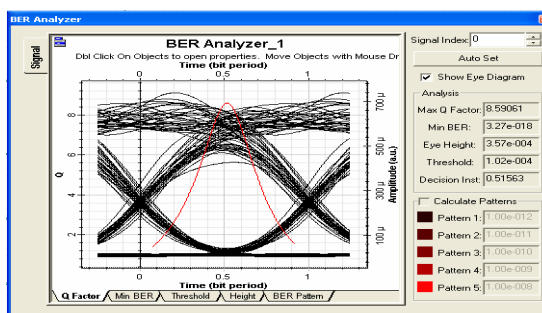 BER Analyzer
Signal
BER Analyzer_1
Dbl Click On Objects to open properties. Move Objects with Mouse Dr
Time (bit period)
0 0.5 1
8
6
4
2
Q
700 μ
500 μ
300 μ
100 μ
Amplitude (a.u.)
0 0.5 1
Time (bit period)
Q Factor Min BER Threshold Height BER Pattern
Signal Index: 0
Auto Set
Show Eye Diagram
Analysis
Max Q Factor: 8.59061
Min BER: 3.27e-018
Eye Height: 3.57e-004
Threshold: 1.02e-004
Decision Inst: 0.51563
Calculate Patterns
Pattern 1: 1.00e-012
Pattern 2: 1.00e-011
Pattern 3: 1.00e-010
Pattern 4: 1.00e-009
Pattern 5: 1.00e-008